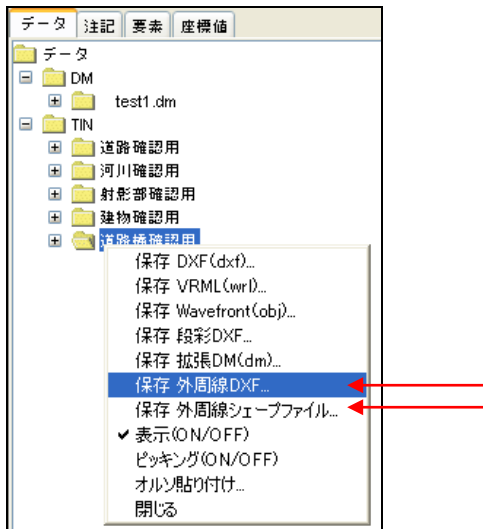 データ 注記 要素 座標値
データ
DM
test1.dm
TIN
道路確認用
河川確認用
射影部確認用
建物確認用
道路橋確認用
保存 DXF(dxf)...
保存 VRML(wrl)...
保存 Wavefront(obj)...
保存 段彩DXF...
保存 拡張DM(dm)...
保存 外周線DXF...
保存 外周線シェープファイル...
表示(ON/OFF)
ピッキング(ON/OFF)
オルソ貼り付け...
閉じる